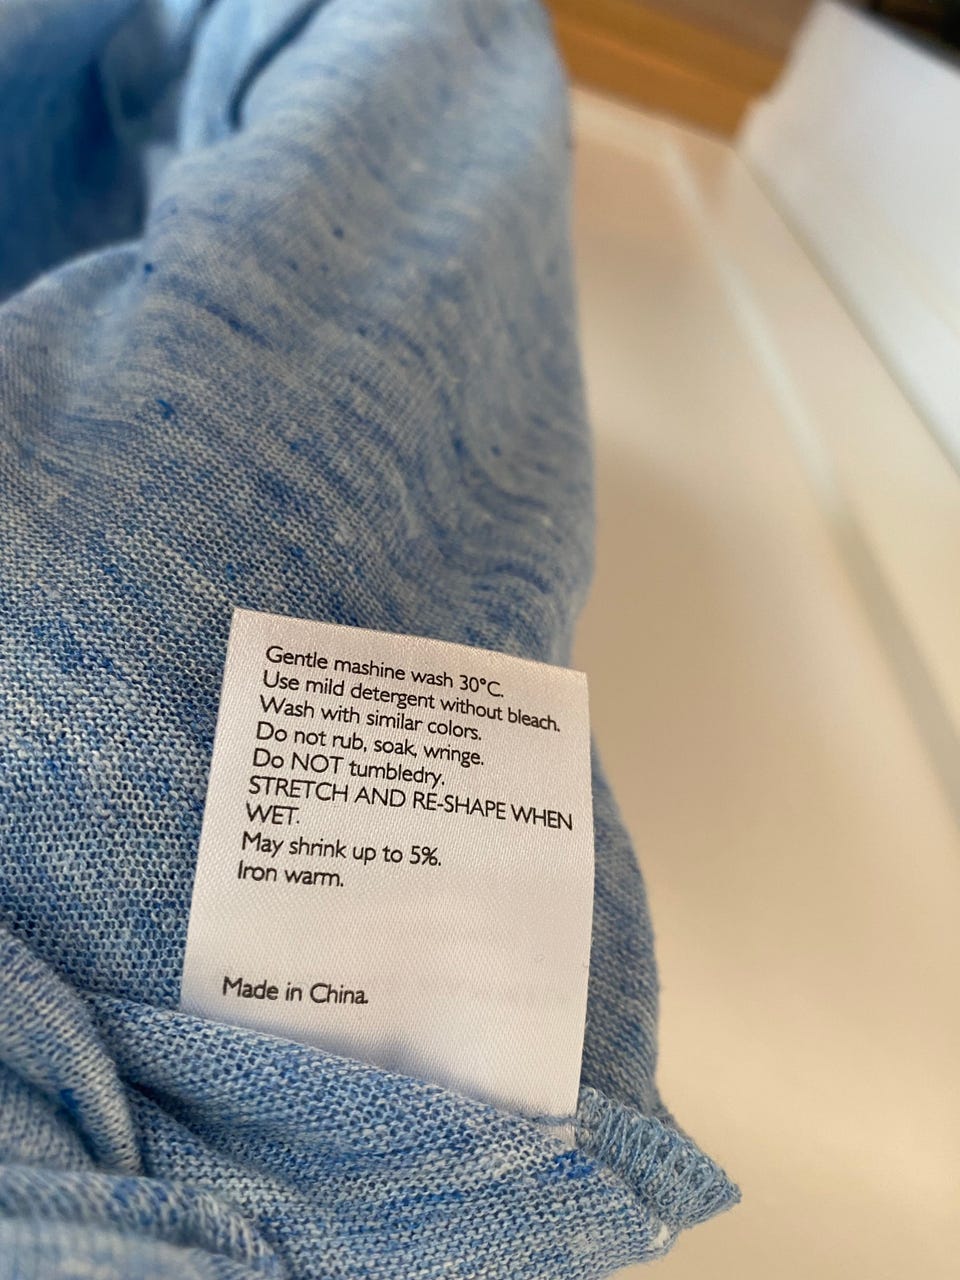 Gentle mashine wash 30°C.
Use mild detergent without bleach.
Wash with similar colors.
Do not rub, soak, wringe.
Do NOT tumbledry.
STRETCH AND RE-SHAPE WHEN
WET.
May shrink up to 5%.
Iron warm.
Made in China.